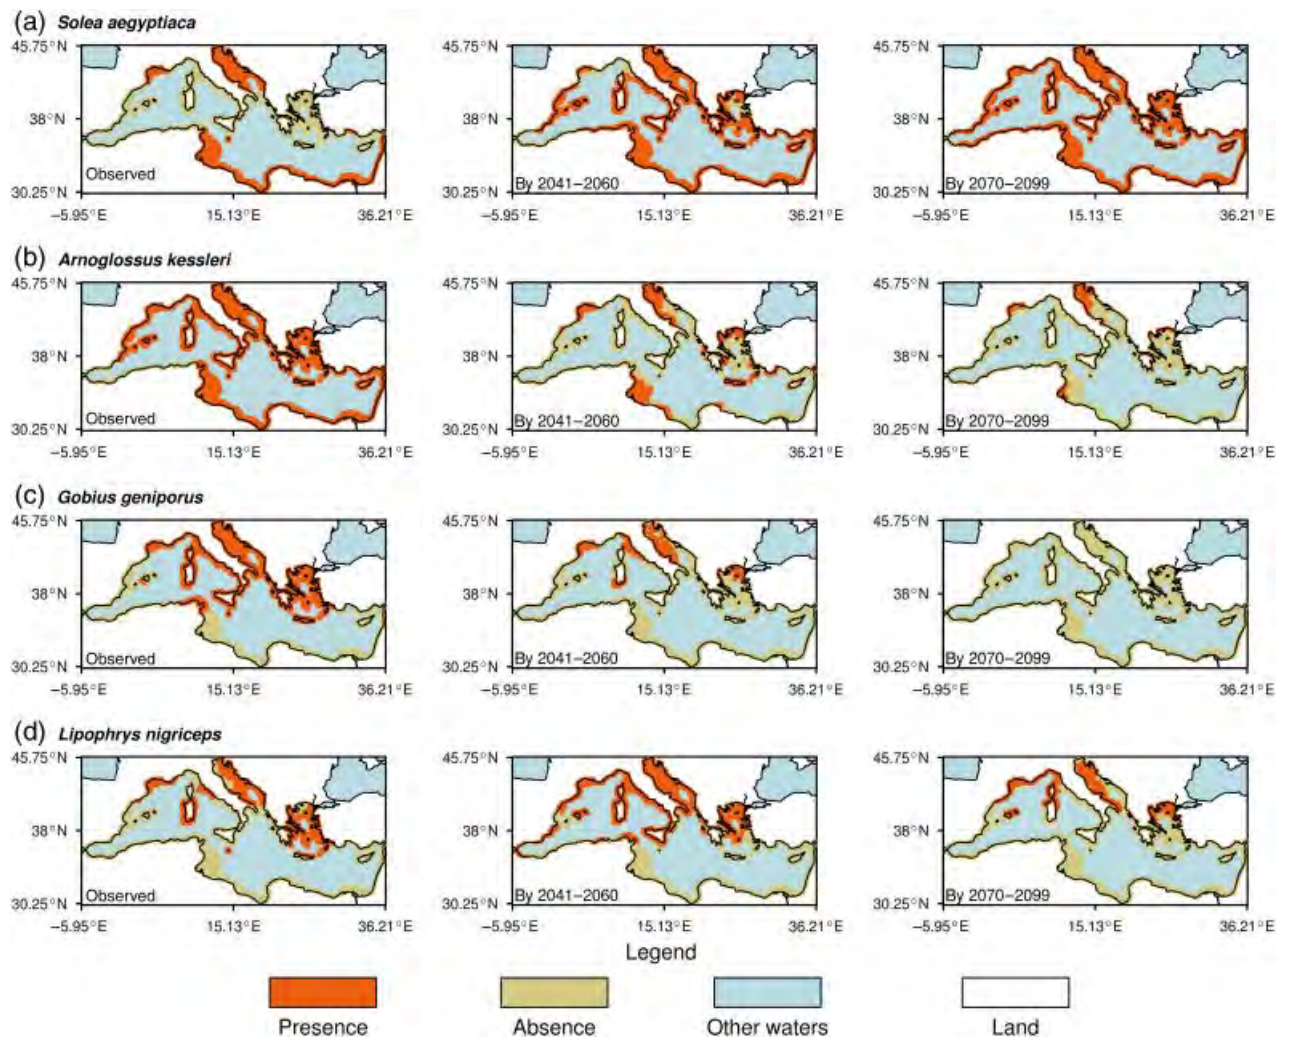 (a) Solea aegyptiaca
45.75°N
38°N
30.25°N
Observed
−5.95°E 15.13°E 36.21°E
45.75°N
38°N
30.25°N
By 2041−2060
−5.95°E 15.13°E 36.21°E
45.75°N
38°N
30.25°N
By 2070−2099
−5.95°E 15.13°E 36.21°E
(b) Arnoglossus kessleri
45.75°N
38°N
30.25°N
Observed
−5.95°E 15.13°E 36.21°E
45.75°N
38°N
30.25°N
By 2041−2060
−5.95°E 15.13°E 36.21°E
45.75°N
38°N
30.25°N
By 2070−2099
−5.95°E 15.13°E 36.21°E
(c) Gobius geniporus
45.75°N
38°N
30.25°N
Observed
−5.95°E 15.13°E 36.21°E
45.75°N
38°N
30.25°N
By 2041−2060
−5.95°E 15.13°E 36.21°E
45.75°N
38°N
30.25°N
By 2070−2099
−5.95°E 15.13°E 36.21°E
(d) Lipophrys nigriceps
45.75°N
38°N
30.25°N
Observed
−5.95°E 15.13°E 36.21°E
45.75°N
38°N
30.25°N
By 2041−2060
−5.95°E 15.13°E 36.21°E
45.75°N
38°N
30.25°N
By 2070−2099
−5.95°E 15.13°E 36.21°E
Legend
Presence Absence Other waters Land